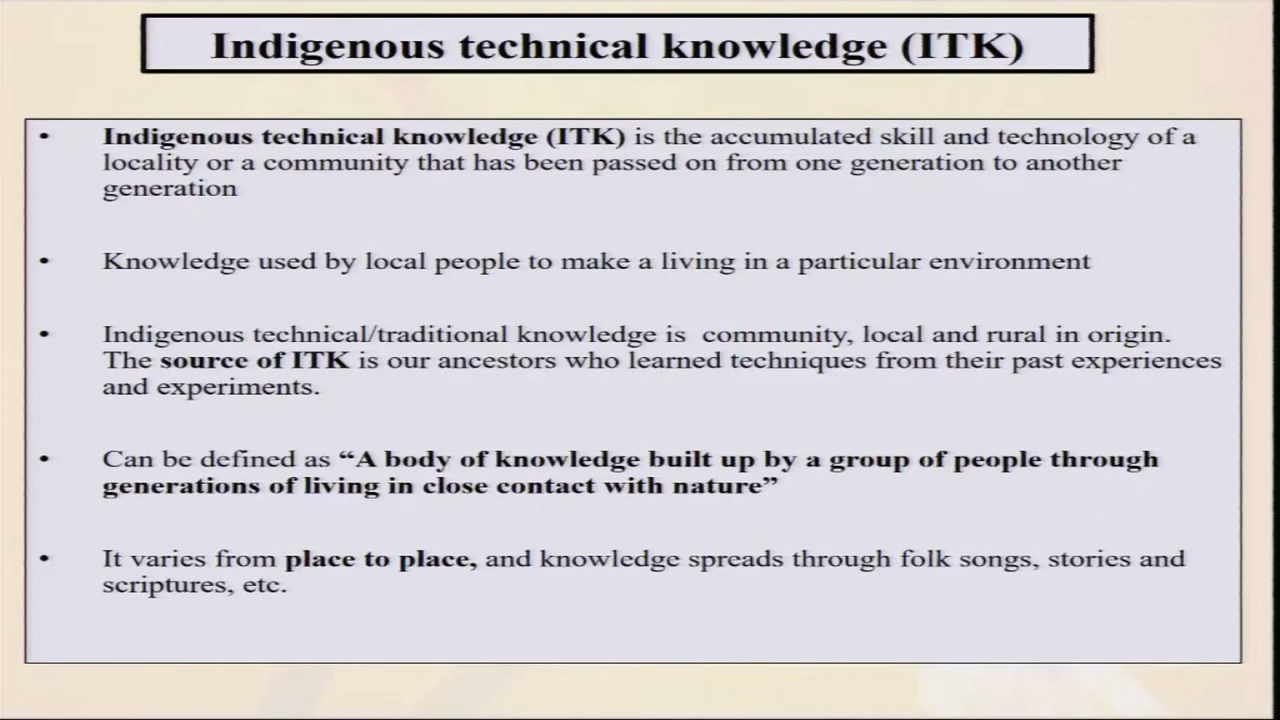 Indigenous technical knowledge (ITK)
• Indigenous technical knowledge (ITK) is the accumulated skill and technology of a
locality or a community that has been passed on from one generation to another
generation
• Knowledge used by local people to make a living in a particular environment
• Indigenous technical/traditional knowledge is community, local and rural in origin.
The source of ITK is our ancestors who learned techniques from their past experiences
and experiments.
• Can be defined as “A body of knowledge built up by a group of people through
generations of living in close contact with nature”
• It varies from place to place, and knowledge spreads through folk songs, stories and
scriptures, etc.